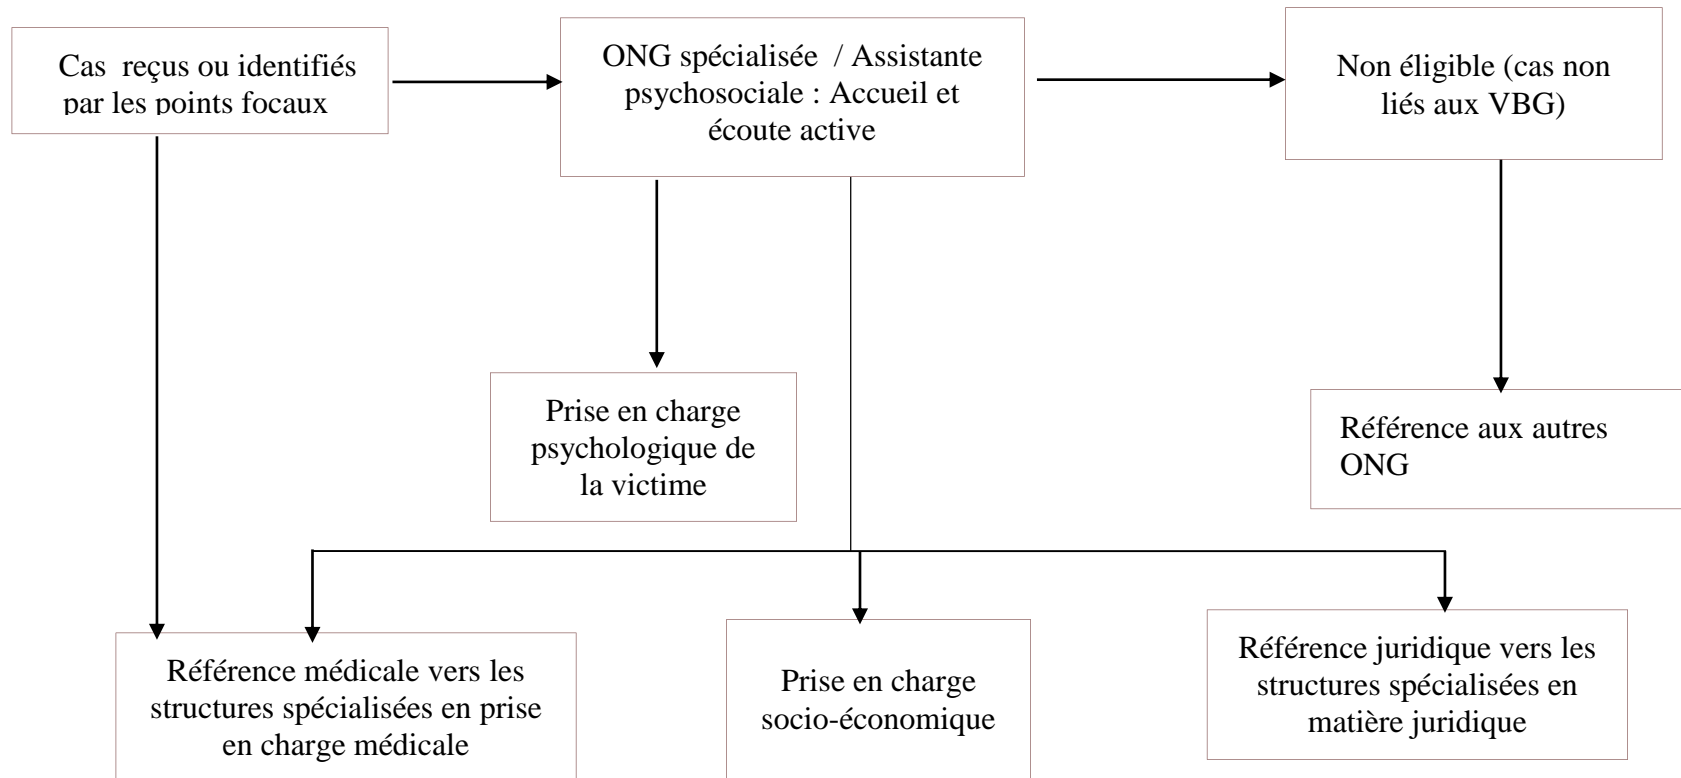 Cas  reçus ou identifiés
par les points focaux
ONG spécialisée  / Assistante
psychosociale : Accueil et
écoute active
Non éligible (cas non
liés aux VBG)
Prise en charge
psychologique de
la victime
Référence aux autres
ONG
Référence médicale vers les
structures spécialisées en prise
en charge médicale
Prise en charge
socio-économique
Référence juridique vers les
structures spécialisées en
matière juridique